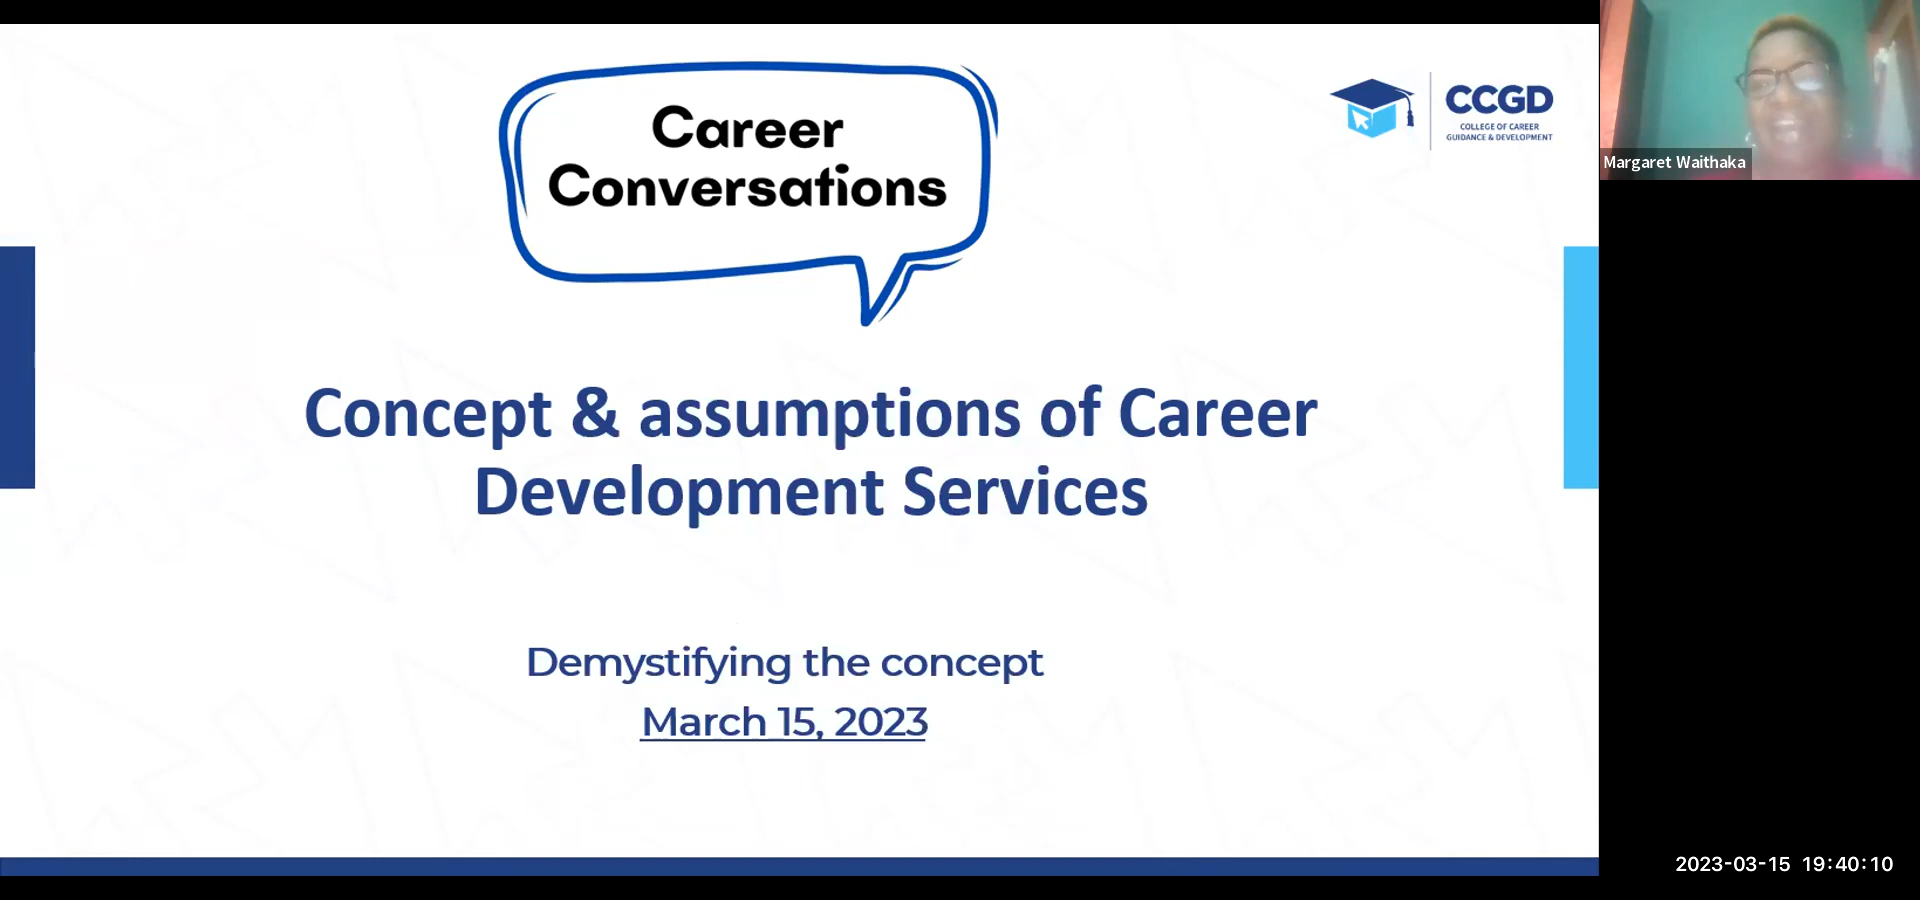 Career
Conversations
CCGD
COLLEGE OF CAREER
GUIDANCE & DEVELOPMENT
Margaret Waithaka
Concept & assumptions of Career
Development Services
Demystifying the concept
March 15, 2023
2023-03-15 19:40:10